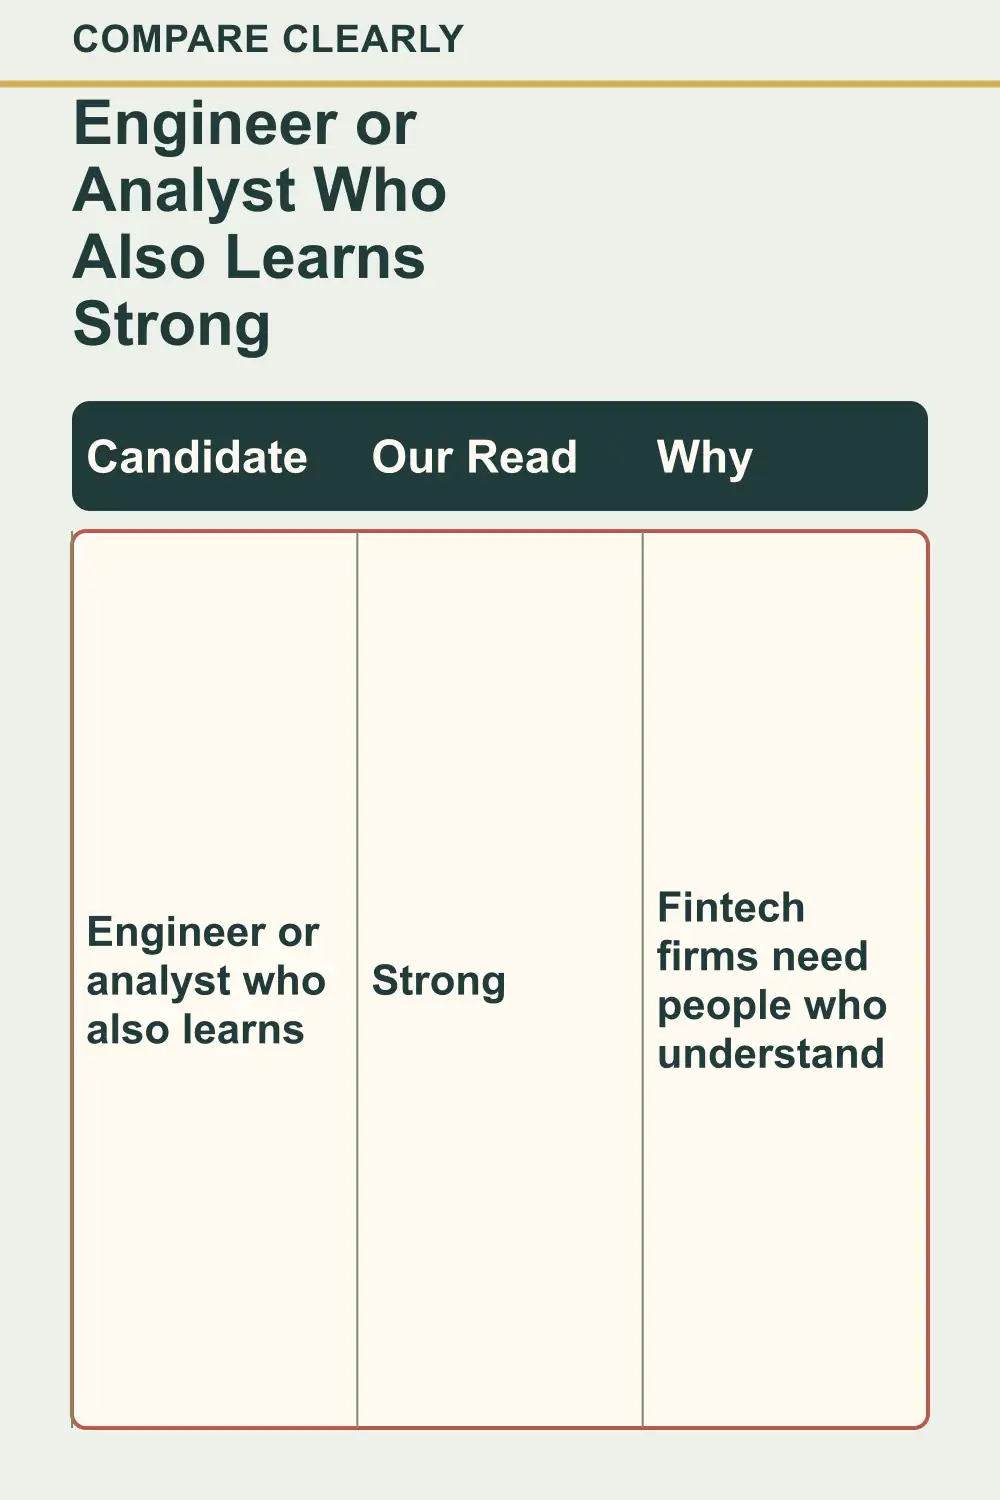 COMPARE CLEARLY
Engineer or
Analyst Who
Also Learns
Strong
Candidate Our Read Why
Engineer or
analyst who
also learns
Strong
Fintech
firms need
people who
understand